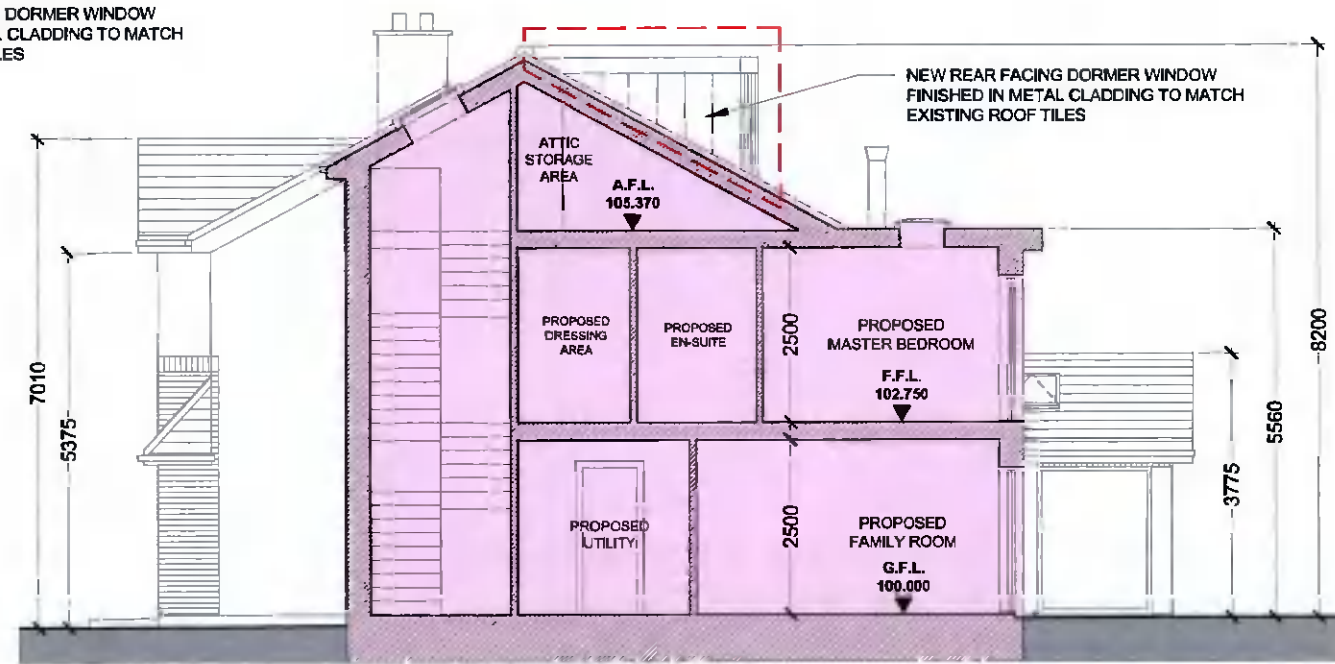 DORMER WINDOW
CLADDING TO MATCH
NEW REAR FACING DORMER WINDOW
FINISHED IN METAL CLADDING TO MATCH
EXISTING ROOF TILES
ATTIC
STORAGE
AREA
A.F.L.
105.370
PROPOSED
DRESSING
AREA
PROPOSED
EN-SUITE
2500
PROPOSED
MASTER BEDROOM
F.F.L.
102.750
PROPOSED
UTILITY
2500
PROPOSED
FAMILY ROOM
G.F.L.
100.000
7010
5375
3775
5560
8200